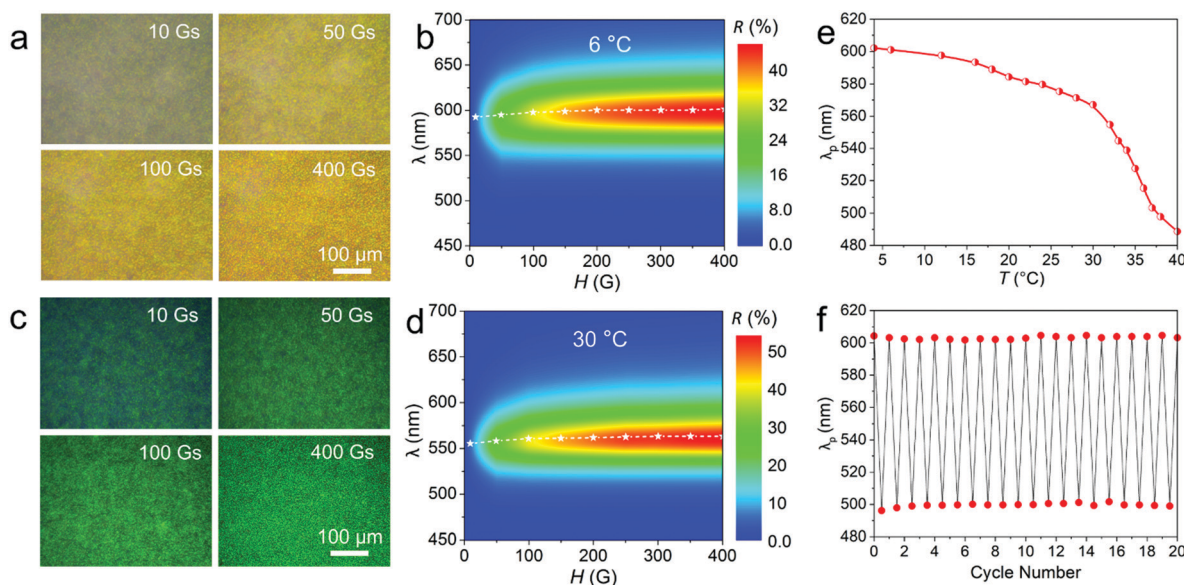 a
10 Gs
50 Gs
100 Gs
400 Gs
100 µm
b
6 °C
λ (nm)
700
650
600
550
500
450
0
100
200
300
400
H (G)
R (%)
40
32
24
16
8.0
0.0
c
10 Gs
50 Gs
100 Gs
400 Gs
100 µm
d
30 °C
λ (nm)
700
650
600
550
500
450
0
100
200
300
400
H (G)
R (%)
50
40
30
20
10
0.0
e
λp (nm)
620
600
580
560
540
520
500
480
5
10
15
20
25
30
35
40
T (°C)
f
λp (nm)
620
600
580
560
540
520
500
480
0
2
4
6
8
10
12
14
16
18
20
Cycle Number